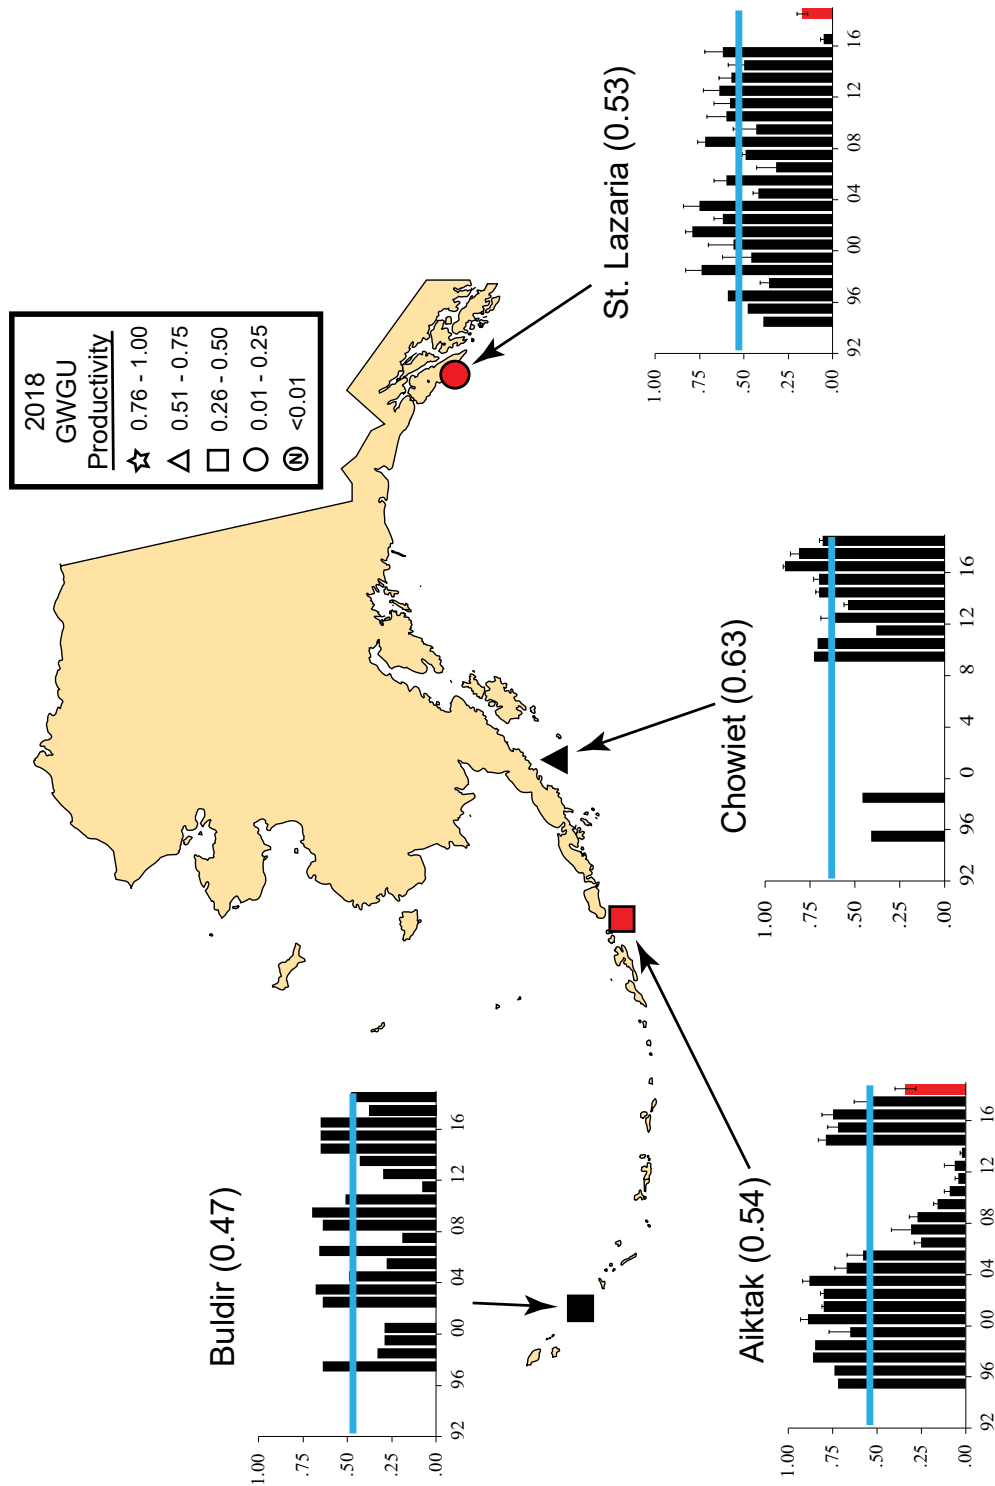 2018
GWGU
Productivity
0.76 - 1.00
0.51 - 0.75
0.26 - 0.50
0.01 - 0.25
N <0.01
Buldir (0.47)
1.00
.75
.50
.25
.00
92 96 00 04 08 12 16
Aiktak (0.54)
1.00
.75
.50
.25
.00
92 96 00 04 08 12 16
Chowiet (0.63)
1.00
.75
.50
.25
.00
92 96 0 4 8 12 16
St. Lazaria (0.53)
1.00
.75
.50
.25
.00
92 96 00 04 08 12 16